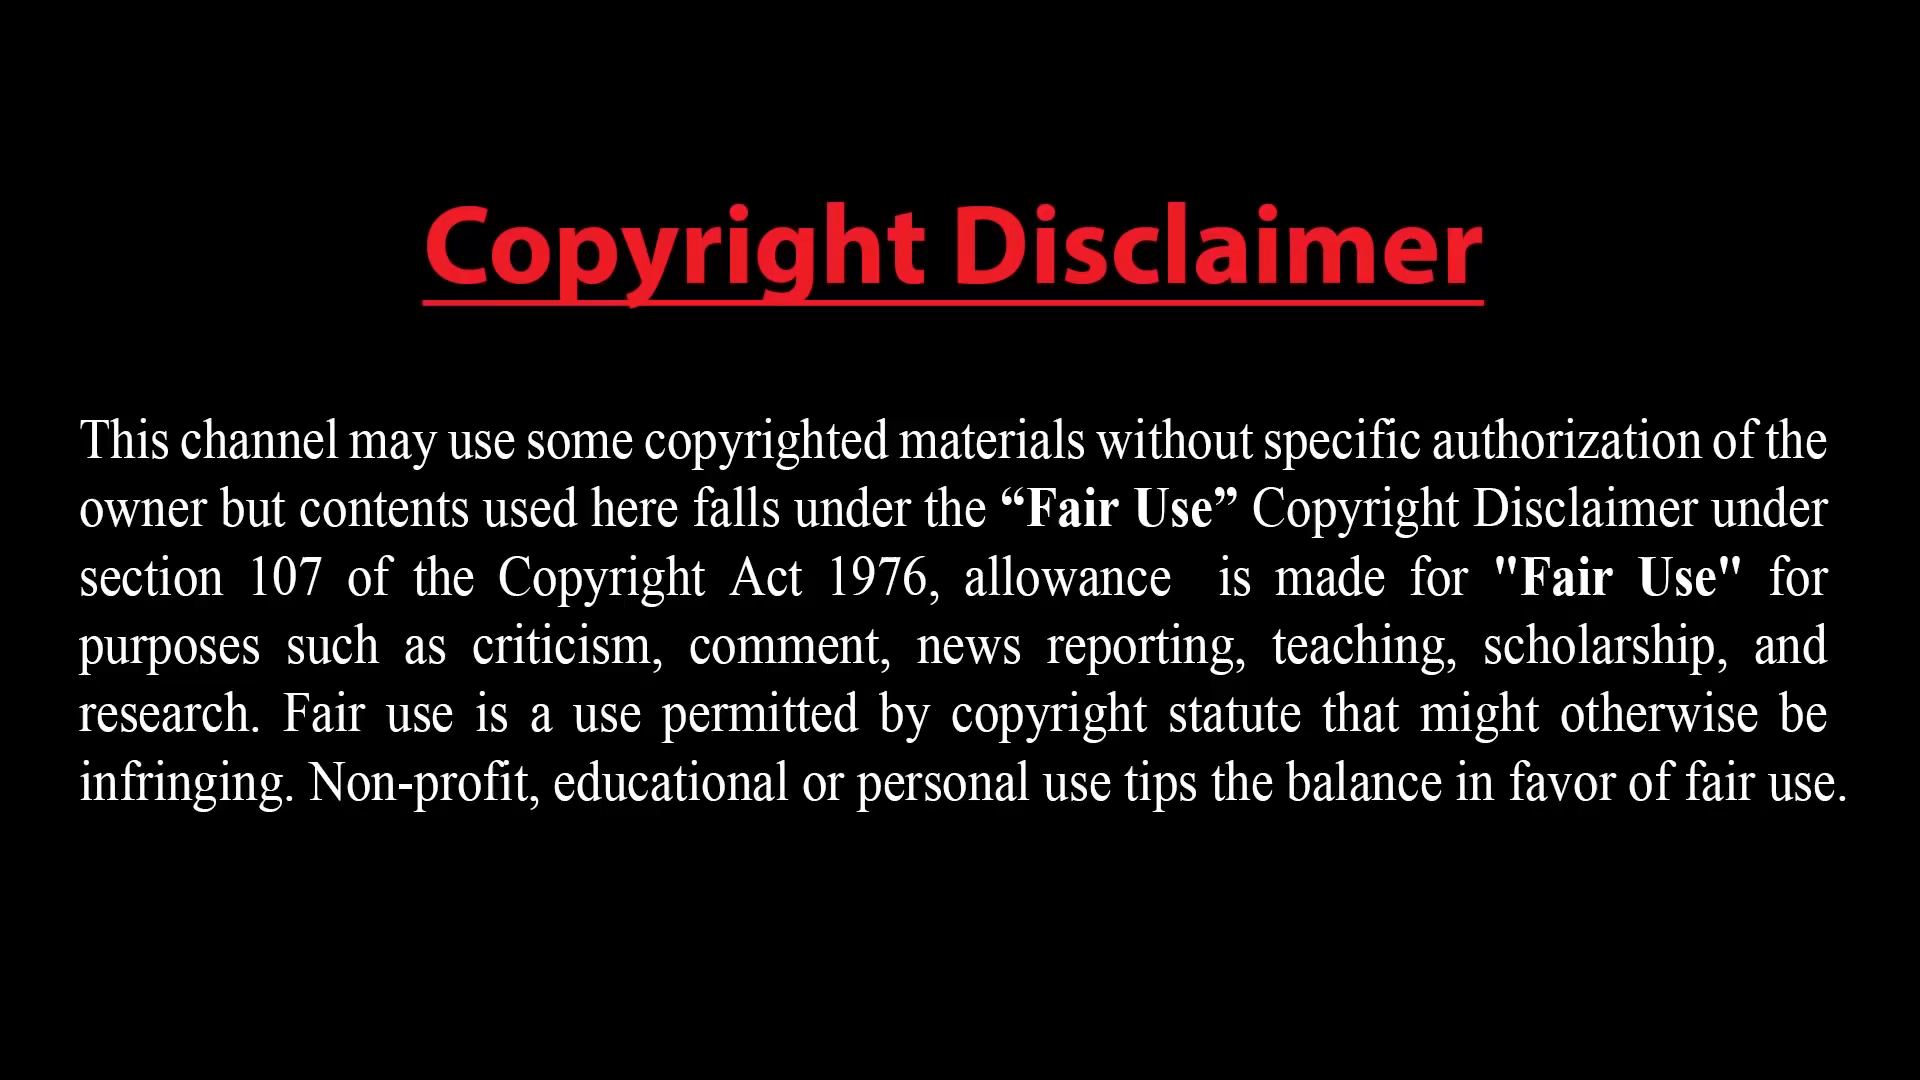 Copyright Disclaimer
This channel may use some copyrighted materials without specific authorization of the
owner but contents used here falls under the “Fair Use” Copyright Disclaimer under
section 107 of the Copyright Act 1976, allowance is made for "Fair Use" for
purposes such as criticism, comment, news reporting, teaching, scholarship, and
research. Fair use is a use permitted by copyright statute that might otherwise be
infringing. Non-profit, educational or personal use tips the balance in favor of fair use.